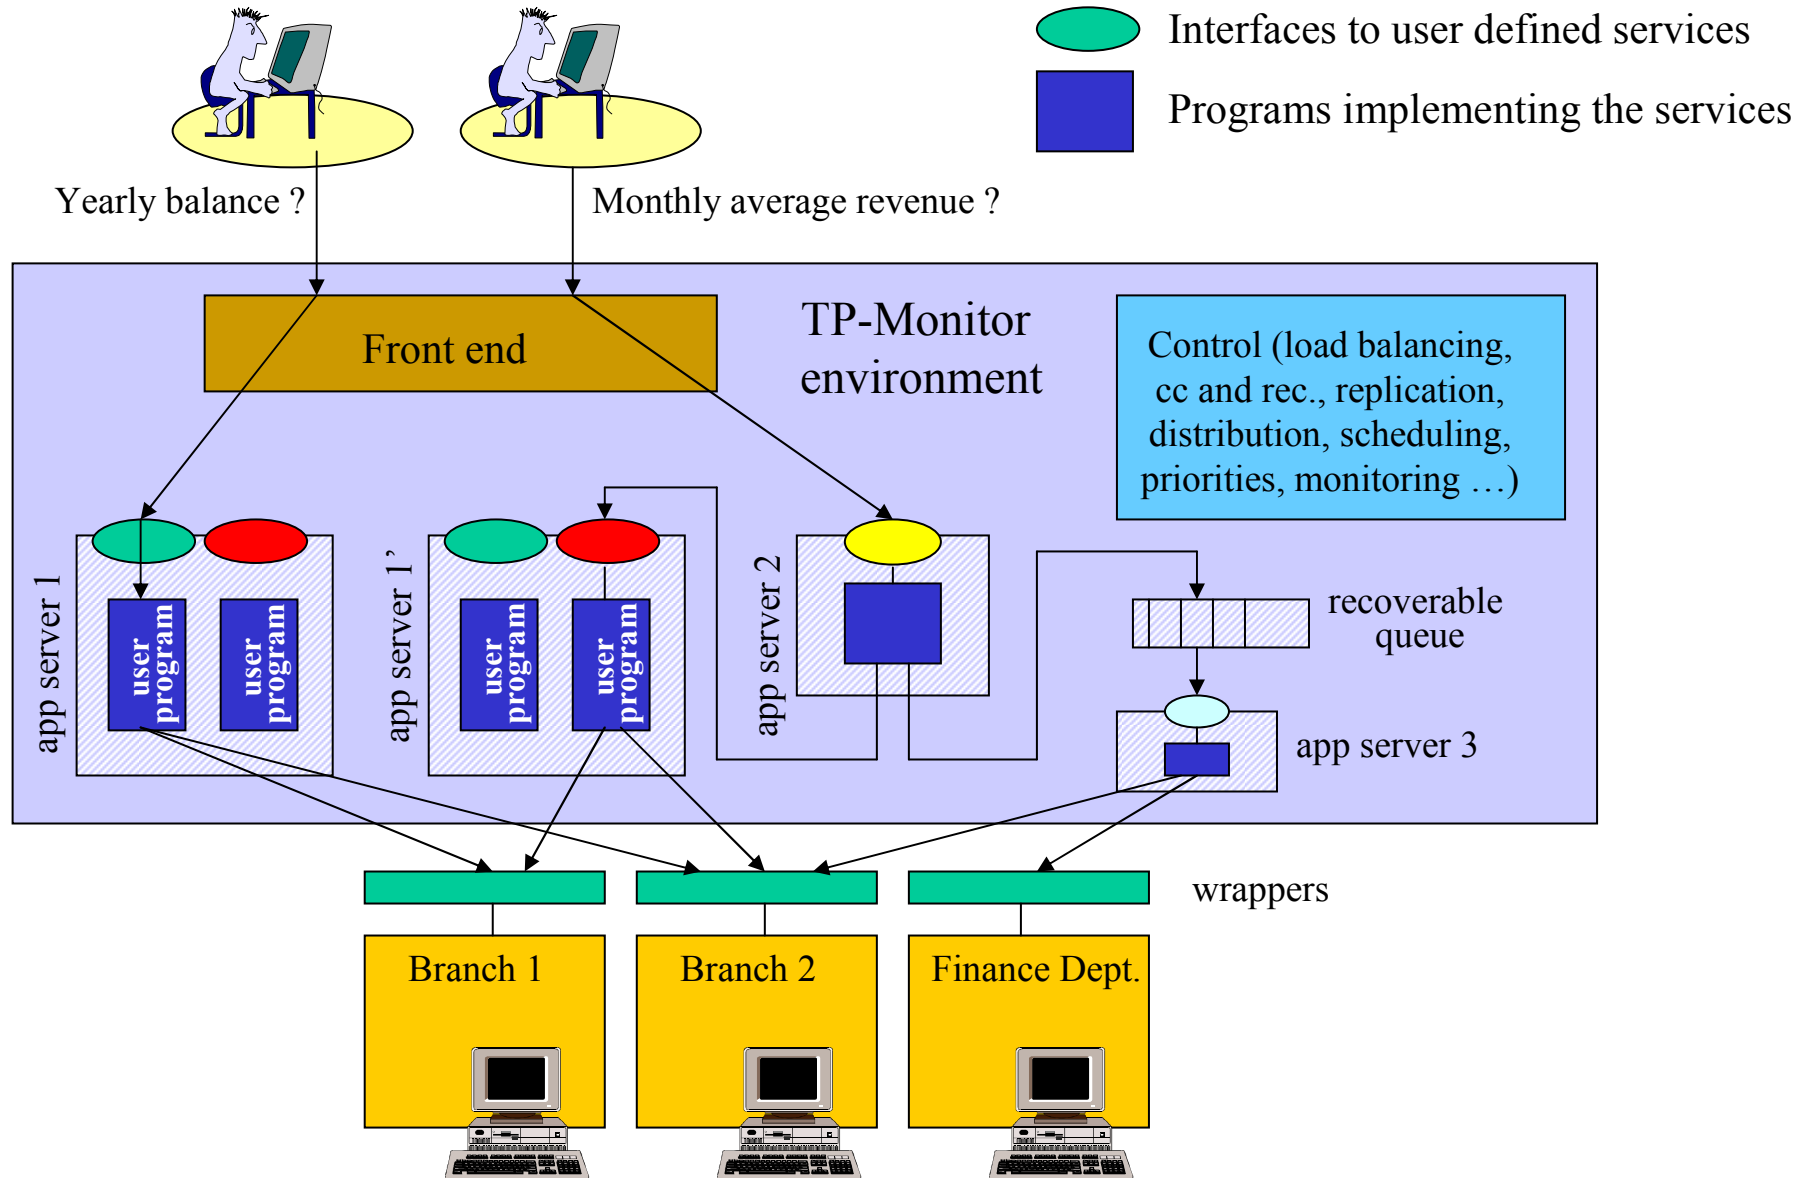 Interfaces to user defined services
Programs implementing the services
Yearly balance ?
Monthly average revenue ?
Front end
TP-Monitor
environment
Control (load balancing,
cc and rec., replication,
distribution, scheduling,
priorities, monitoring …)
app server 1
user
program
user
program
app server 1’
user
program
user
program
app server 2
recoverable
queue
app server 3
wrappers
Branch 1
Branch 2
Finance Dept.